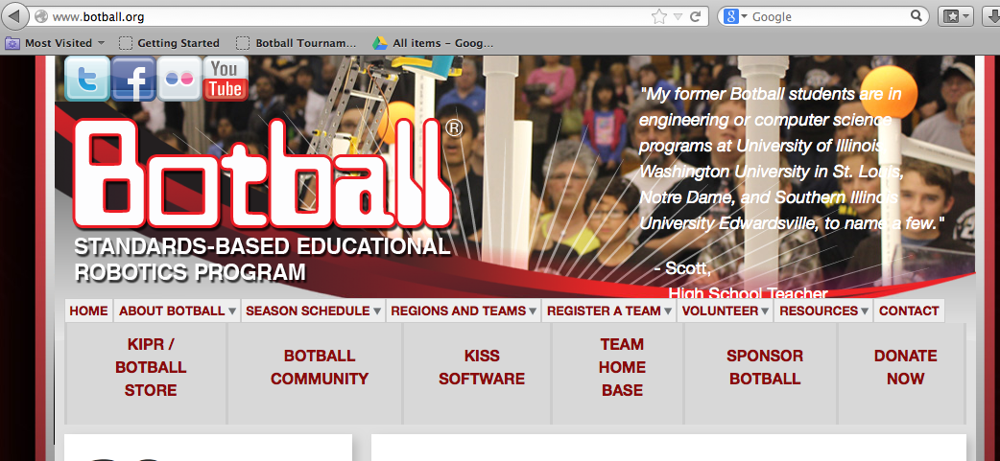 www.botball.org
Google
Most Visited
Getting Started
Botball Tournam...
All items - Goog...
You
Tube
Botball®
STANDARDS-BASED EDUCATIONAL
ROBOTICS PROGRAM
"My former Botball students are in
engineering or computer science
programs at University of Illinois
Washington University in St. Louis,
Notre Dame, and Southern Illinois
University Edwardsville, to name a few."
- Scott,
High School Teacher
HOME
ABOUT BOTBALL
SEASON SCHEDULE
REGIONS AND TEAMS
REGISTER A TEAM
VOLUNTEER
RESOURCES
CONTACT
KIPR /
BOTBALL
STORE
BOTBALL
COMMUNITY
KISS
SOFTWARE
TEAM
HOME
BASE
SPONSOR
BOTBALL
DONATE
NOW